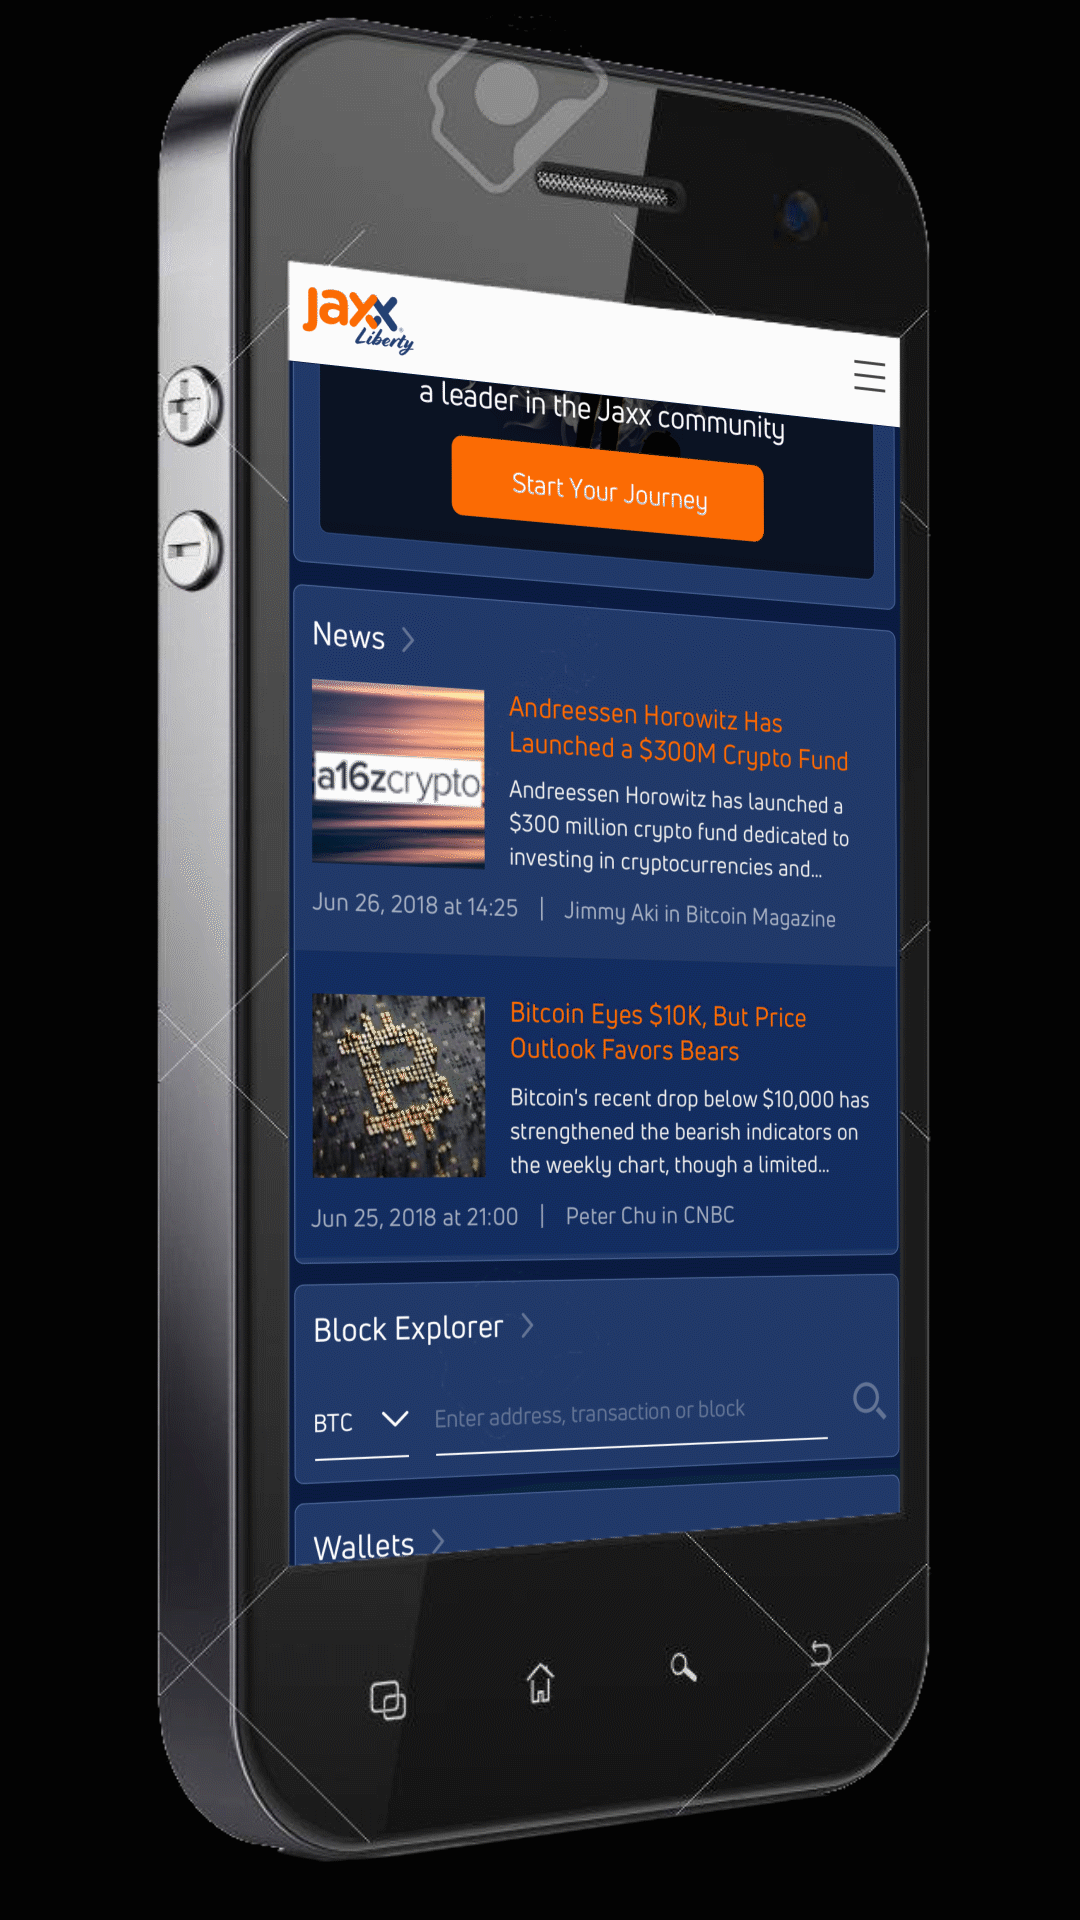 Jaxx
Liberty
a leader in the Jaxx community
Start Your Journey
News
a16zcrypto
Andreessen Horowitz Has
Launched a $300M Crypto Fund
Andreessen Horowitz has launched a
$300 million crypto fund dedicated to
investing in cryptocurrencies and...
Jun 26, 2018 at 14:25 | Jimmy Aki in Bitcoin Magazine
Bitcoin Eyes $10K, But Price
Outlook Favors Bears
Bitcoin's recent drop below $10,000 has
strengthened the bearish indicators on
the weekly chart, though a limited...
Jun 25, 2018 at 21:00 | Peter Chu in CNBC
Block Explorer
BTC
Enter address, transaction or block
Wallets